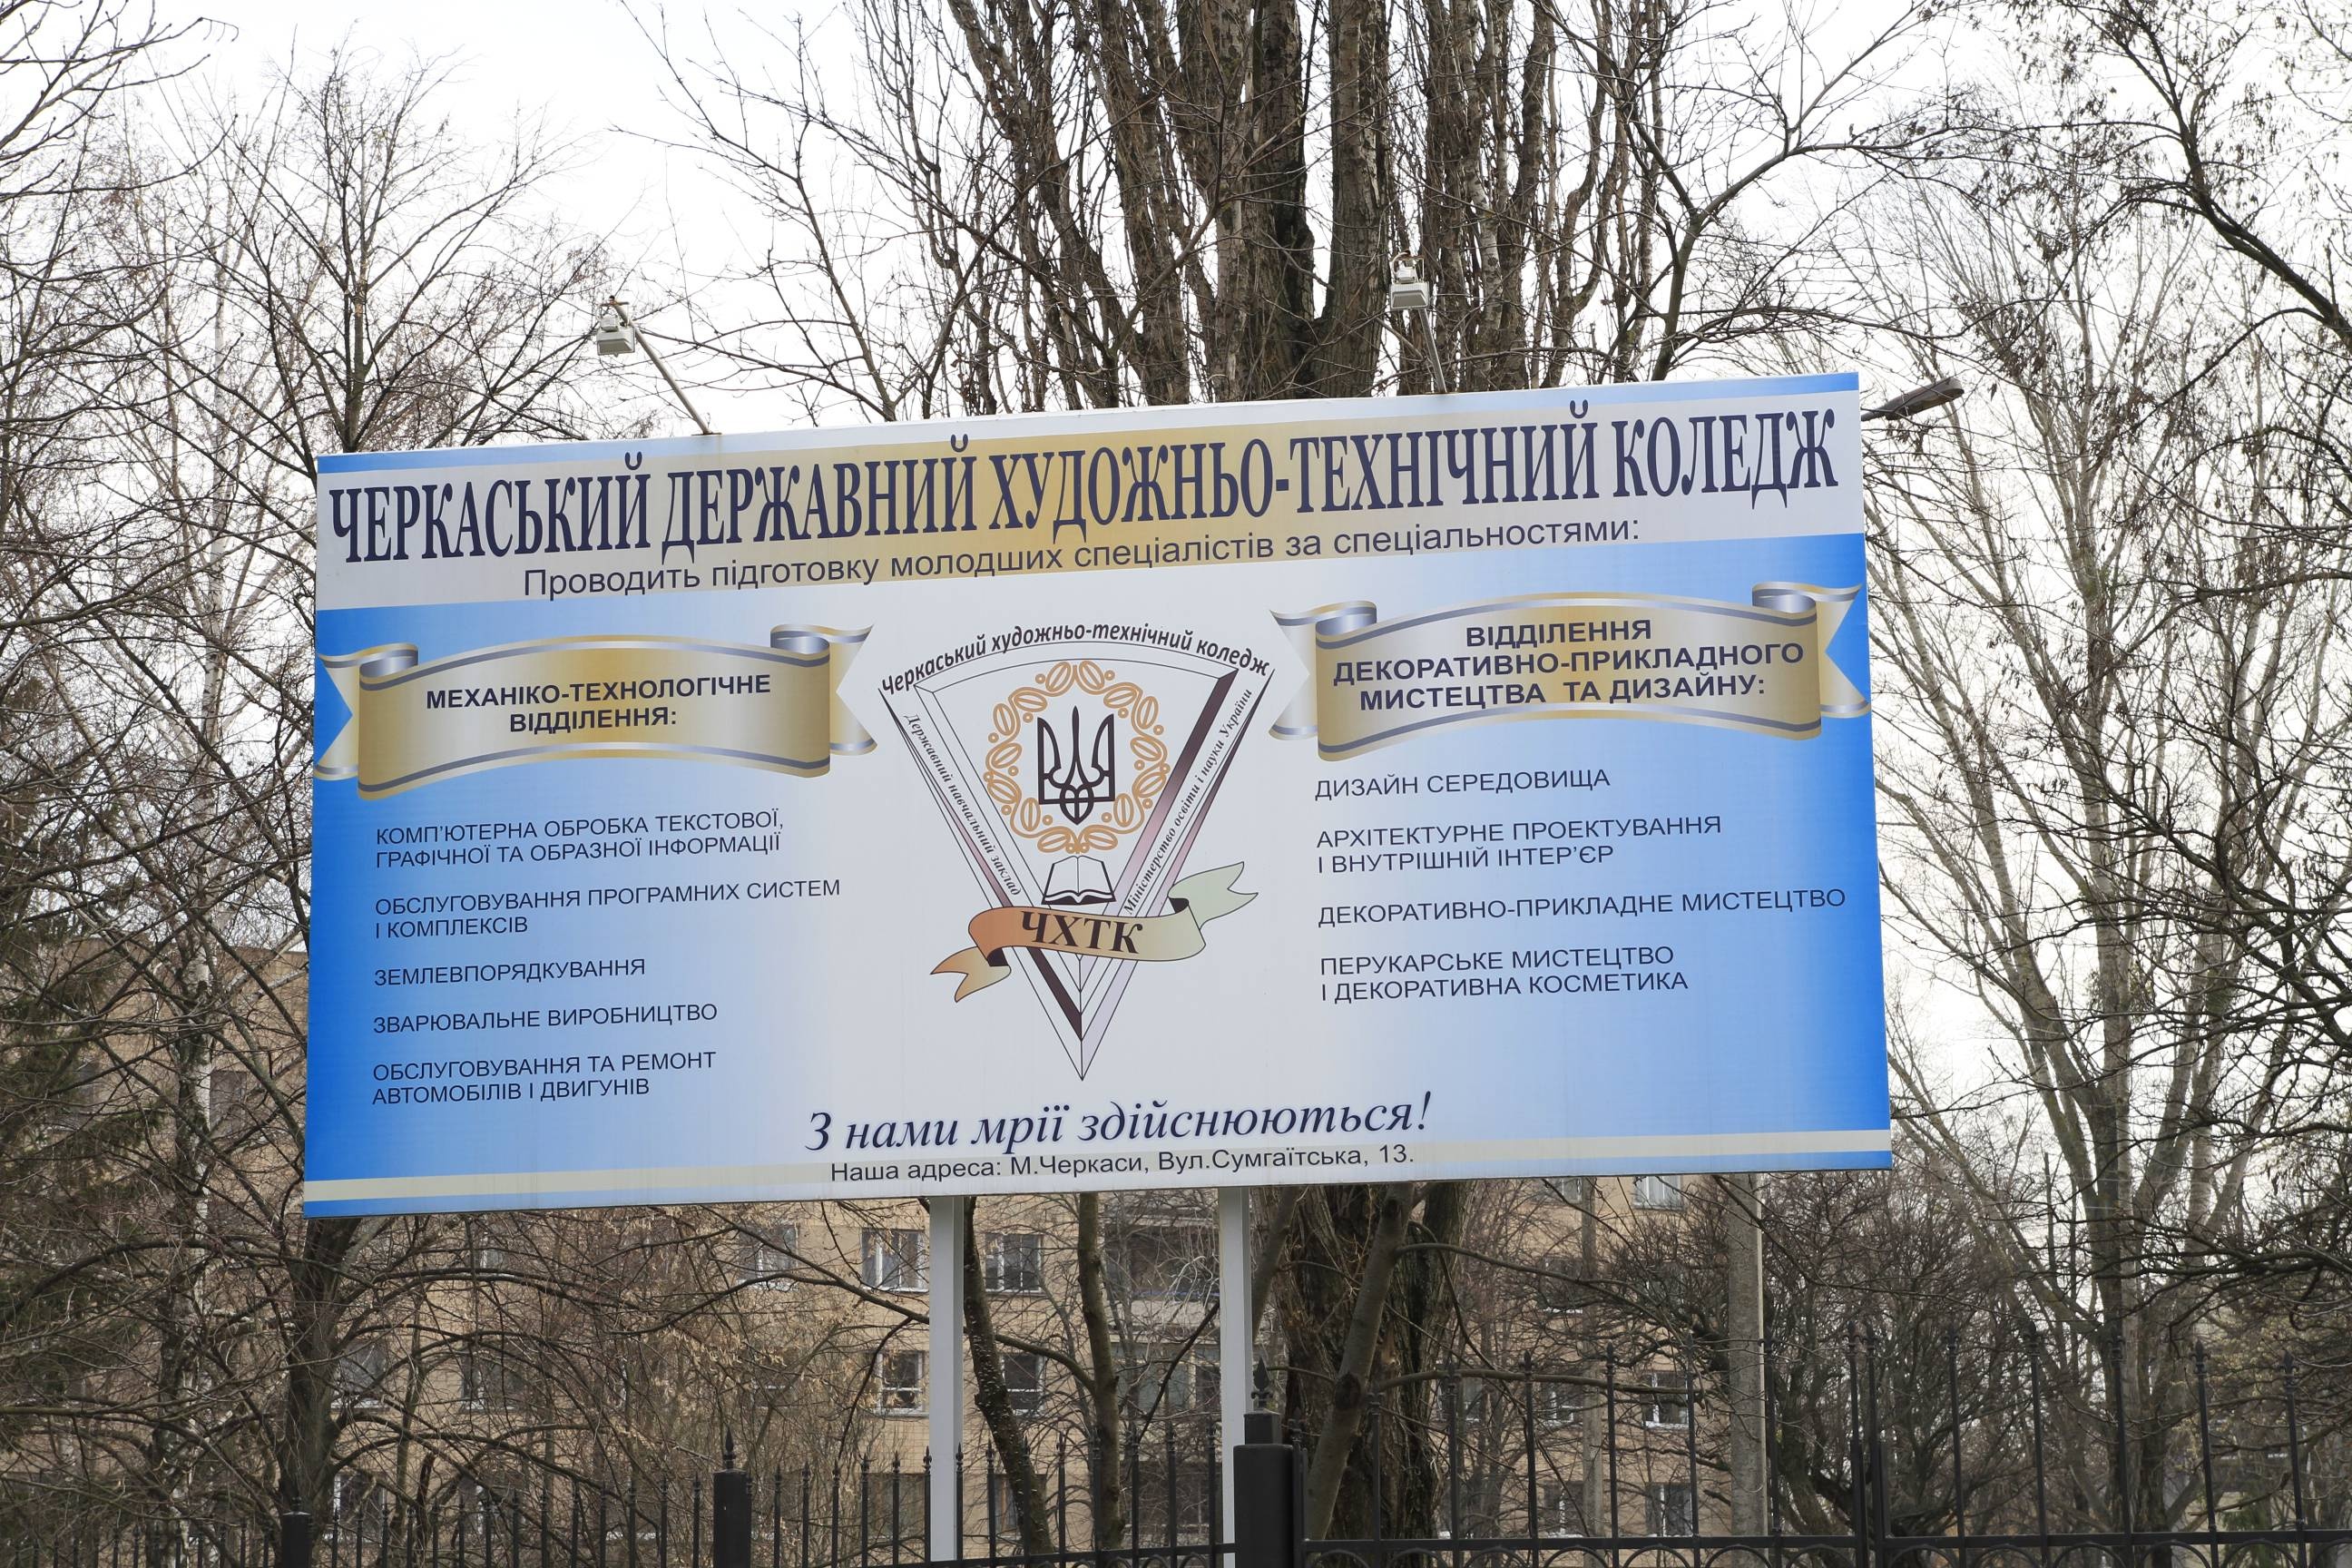 ЧЕРКАСЬКИЙ ДЕРЖАВНИЙ ХУДОЖНЬО-ТЕХНІЧНИЙ КОЛЕДЖ
Проводить підготовку молодших спеціалістів за спеціальностями:
МЕХАНІКО-ТЕХНОЛОГІЧНЕ
ВІДДІЛЕННЯ:
КОМП'ЮТЕРНА ОБРОБКА ТЕКСТОВОЇ,
ГРАФІЧНОЇ ТА ОБРАЗНОЇ ІНФОРМАЦІЇ
ОБСЛУГОВУВАННЯ ПРОГРАМНИХ СИСТЕМ
І КОМПЛЕКСІВ
ЗЕМЛЕВПОРЯДКУВАННЯ
ЗВАРЮВАЛЬНЕ ВИРОБНИЦТВО
ОБСЛУГОВУВАННЯ ТА РЕМОНТ
АВТОМОБІЛІВ І ДВИГУНІВ
Черкаський художньо-технічний коледж
Державний навчальний заклад
Міністерство освіти і науки України
ЧХТК
ВІДДІЛЕННЯ
ДЕКОРАТИВНО-ПРИКЛАДНОГО
МИСТЕЦТВА ТА ДИЗАЙНУ:
ДИЗАЙН СЕРЕДОВИЩА
АРХІТЕКТУРНЕ ПРОЕКТУВАННЯ
І ВНУТРІШНІЙ ІНТЕР'ЄР
ДЕКОРАТИВНО-ПРИКЛАДНЕ МИСТЕЦТВО
ПЕРУКАРСЬКЕ МИСТЕЦТВО
І ДЕКОРАТИВНА КОСМЕТИКА
З нами мрії здійснюються!
Наша адреса: М.Черкаси, Вул.Сумгаїтська, 13.